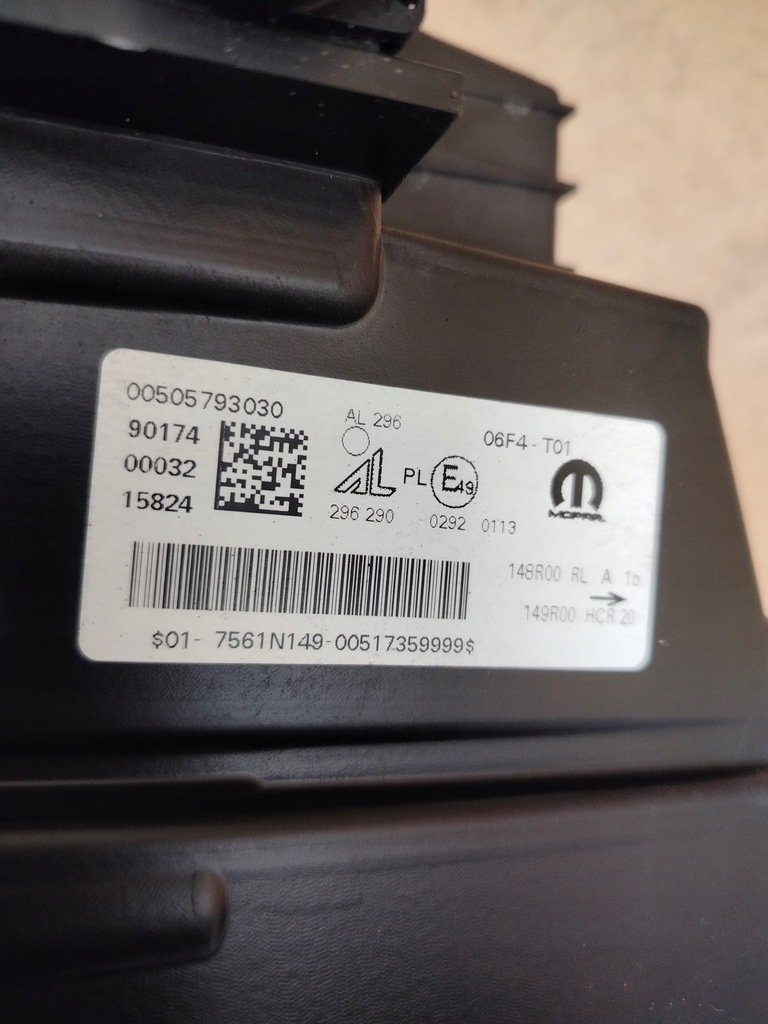 00505793030
90174
00032
15824
AL 296
AL
PL E49
296 290
0292 0113
06F4 - T01
MOPAR
148R00 RL A 1b
149R00 HCR 20
$01- 7561N149-00517359999$